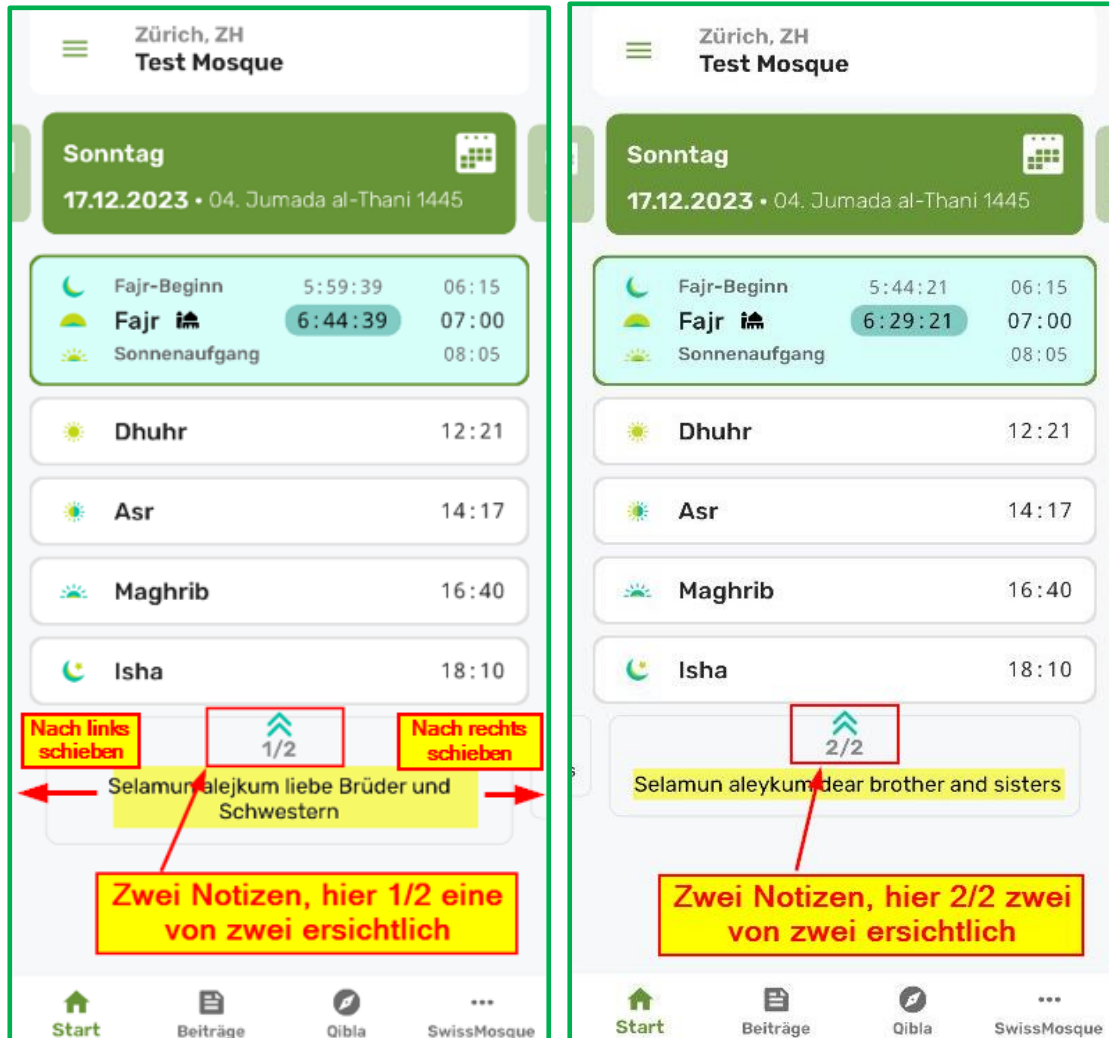 Zürich, ZH
Test Mosque
Sonntag
17.12.2023 • 04. Jumada al-Thani 1445
Fajr-Beginn 5:59:39 06:15
Fajr 6:44:39 07:00
Sonnenaufgang 08:05
Dhuhr 12:21
Asr 14:17
Maghrib 16:40
Isha 18:10
Nach links
schieben
1/2
Nach rechts
schieben
Selamun alejkum liebe Brüder und
Schwestern
Zwei Notizen, hier 1/2 eine
von zwei ersichtlich
Start Beiträge Qibla SwissMosque
Zürich, ZH
Test Mosque
Sonntag
17.12.2023 • 04. Jumada al-Thani 1445
Fajr-Beginn 5:44:21 06:15
Fajr 6:29:21 07:00
Sonnenaufgang 08:05
Dhuhr 12:21
Asr 14:17
Maghrib 16:40
Isha 18:10
2/2
Selamun aleykum dear brother and sisters
Zwei Notizen, hier 2/2 zwei
von zwei ersichtlich
Start Beiträge Qibla SwissMosque